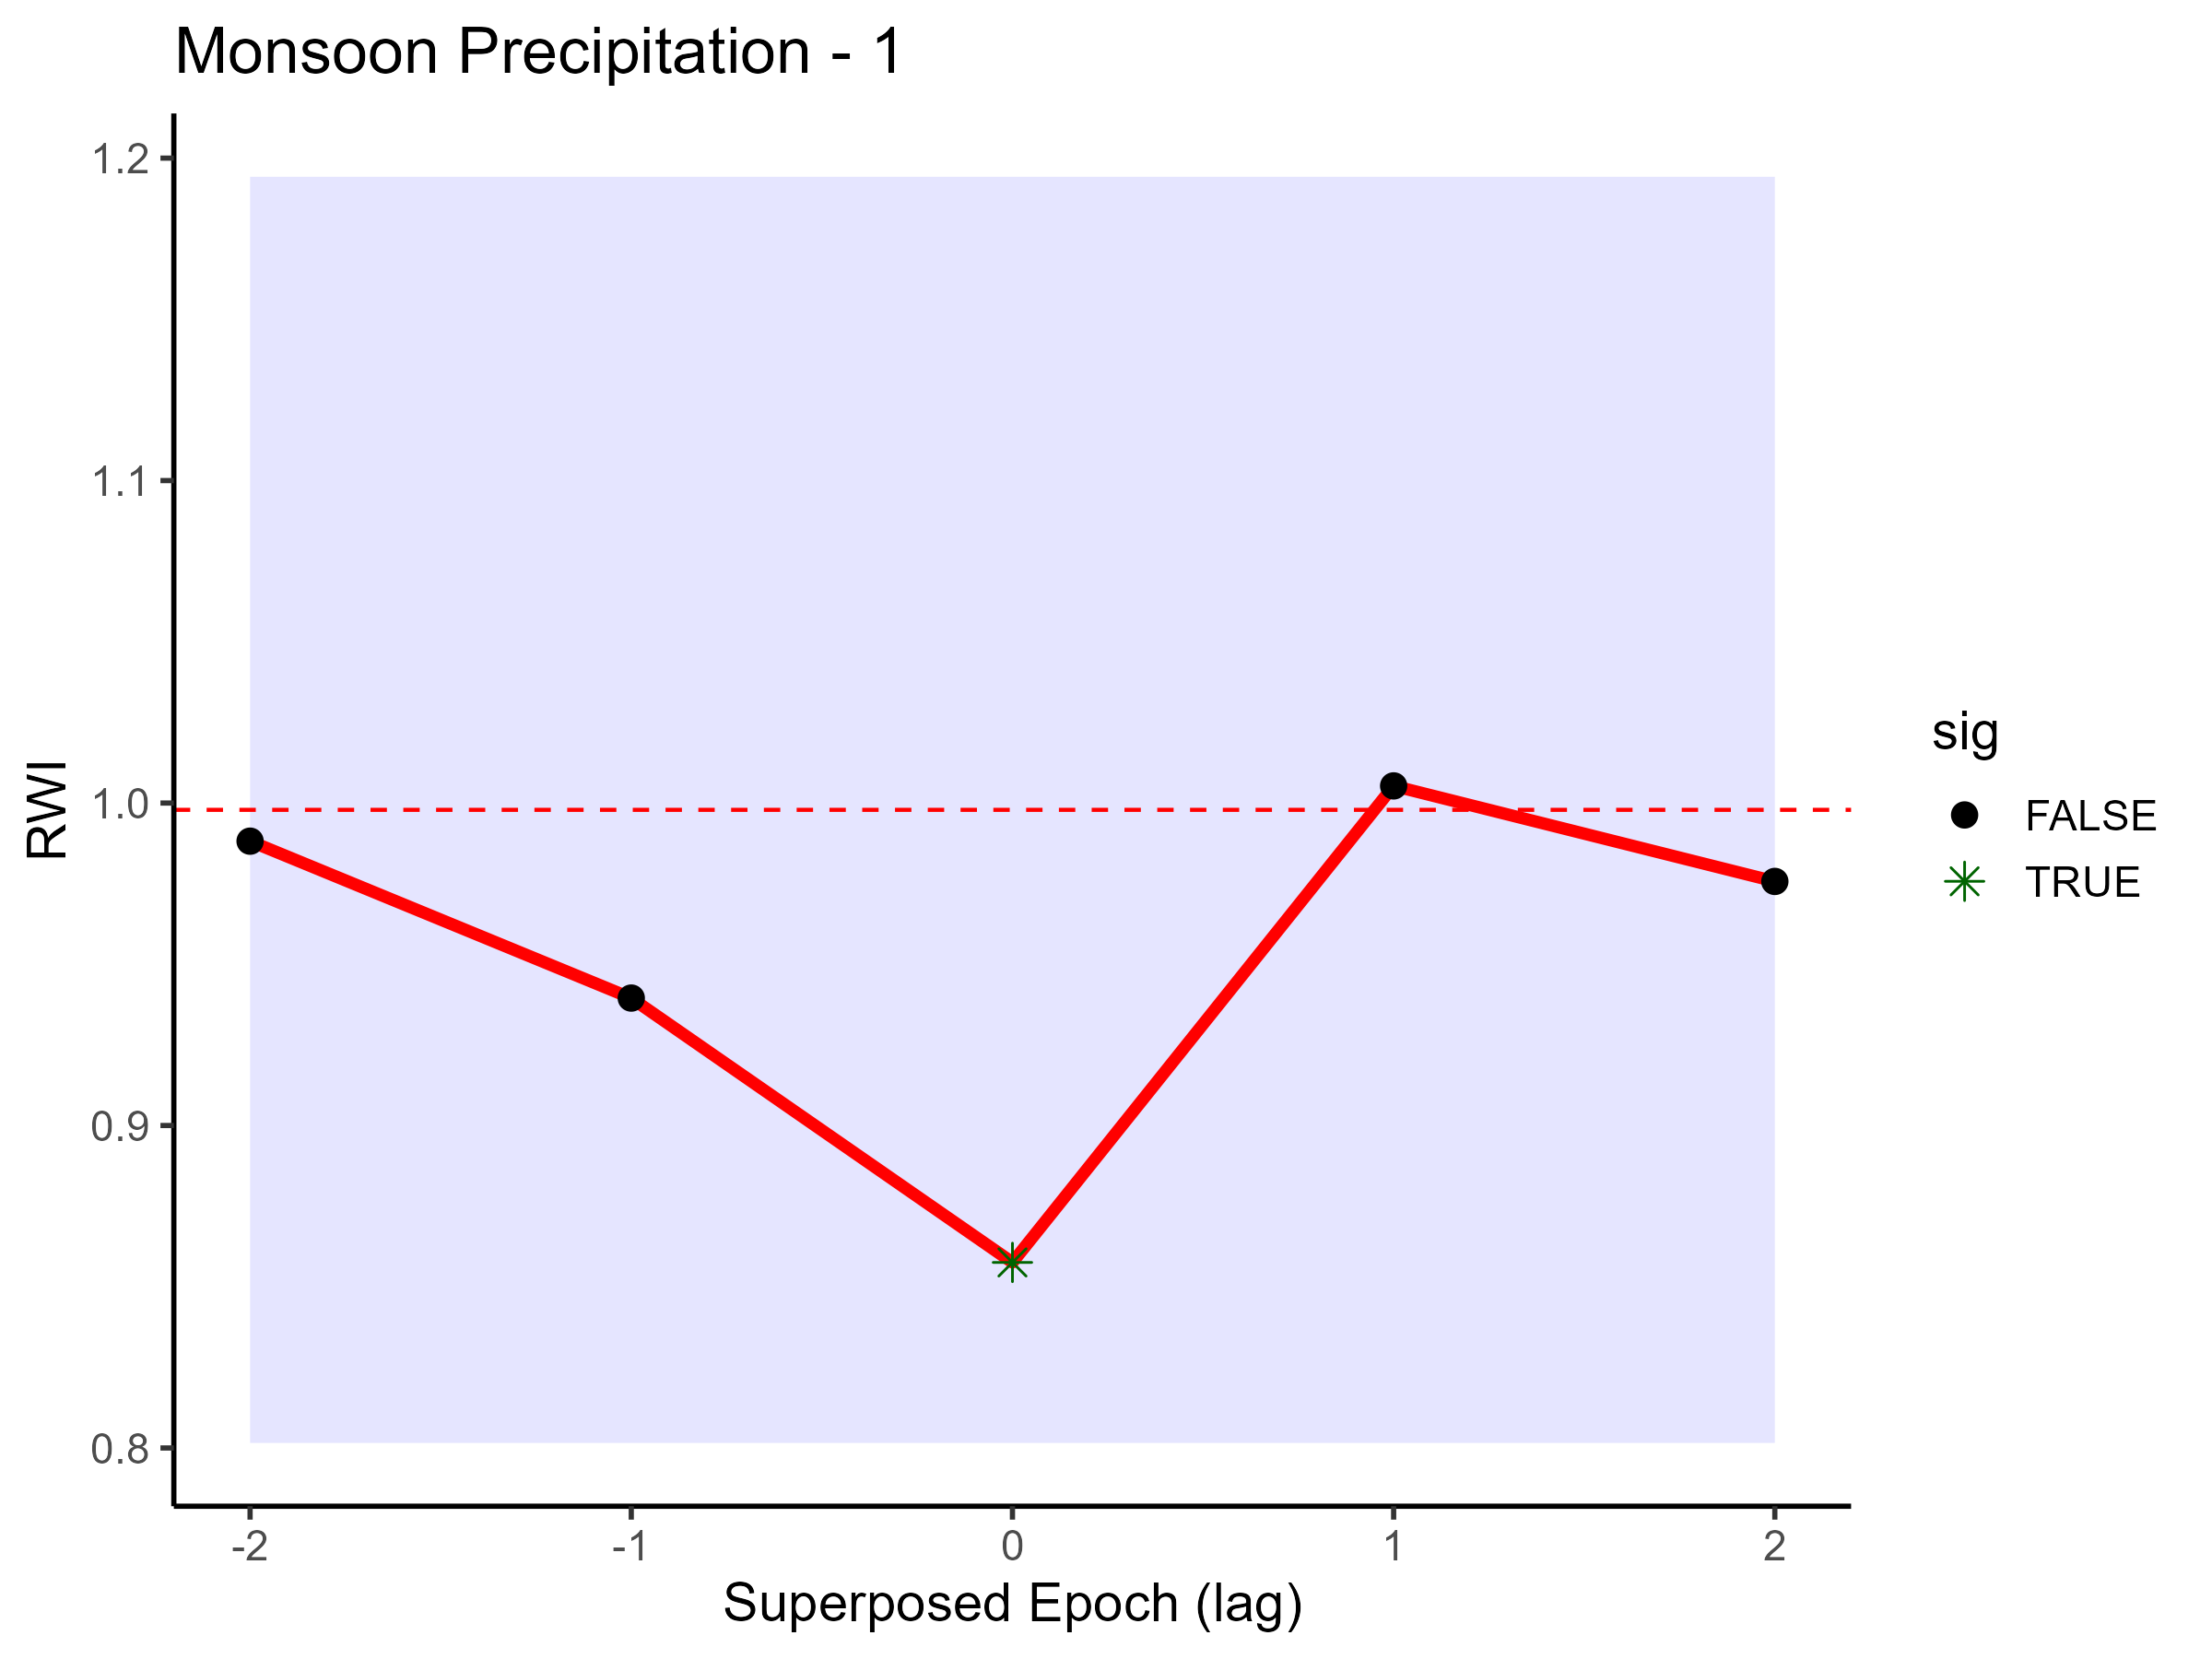 Monsoon Precipitation - 1
1.2
1.1
1.0
0.9
0.8
RWI
-2 -1 0 1 2
Superposed Epoch (lag)
sig
FALSE
TRUE